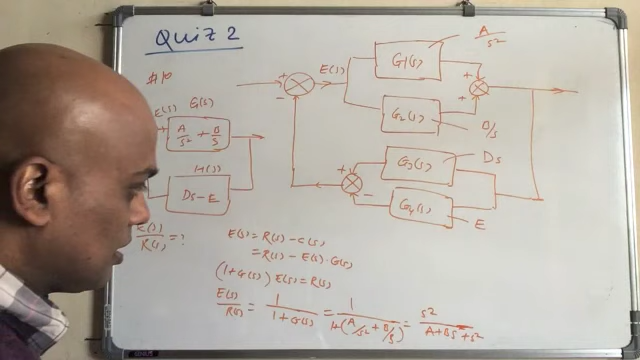 QUIZ 2
#10
E(s) G(s)
A/s² + B/s
H(s)
Ds-E
C(s)/R(s) = ?
A/s²
E(s)
G1(s)
G2(s)
B/s
G3(s)
Ds
G4(s)
E
+
-
+
+
+
-
E(s) = R(s) - C(s)
= R(s) - E(s)·G(s)
(1+G(s)) E(s) = R(s)
E(s)/R(s) = 1/(1+G(s)) = 1/(1+(A/s² + B/s)) = s²/(A+Bs+s²)